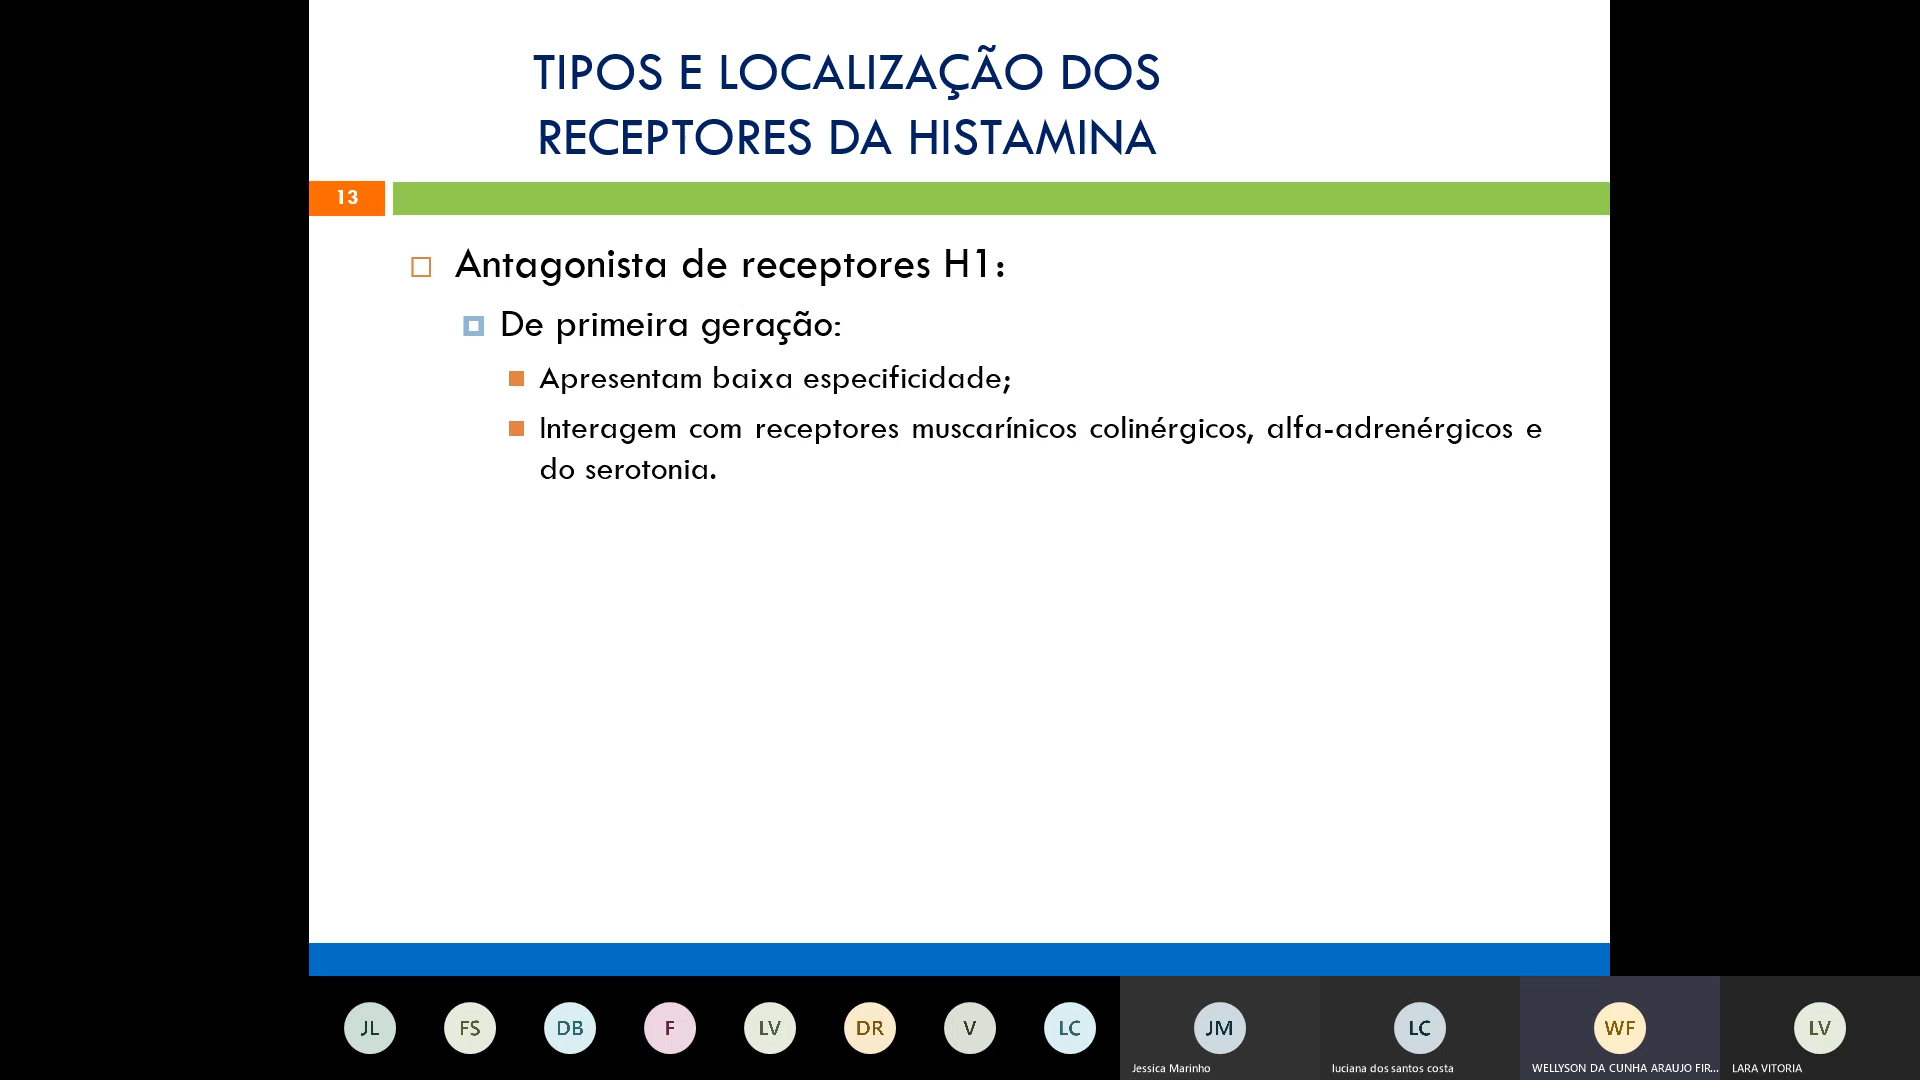 TIPOS E LOCALIZAÇÃO DOS
RECEPTORES DA HISTAMINA
13
Antagonista de receptores H1:
De primeira geração:
Apresentam baixa especificidade;
Interagem com receptores muscarínicos colinérgicos, alfa-adrenérgicos e
do serotonia.
JL FS DB F LV DR V LC JM LC WF LV
Jessica Marinho luciana dos santos costa WELLYSON DA CUNHA ARAUJO FIR... LARA VITORIA